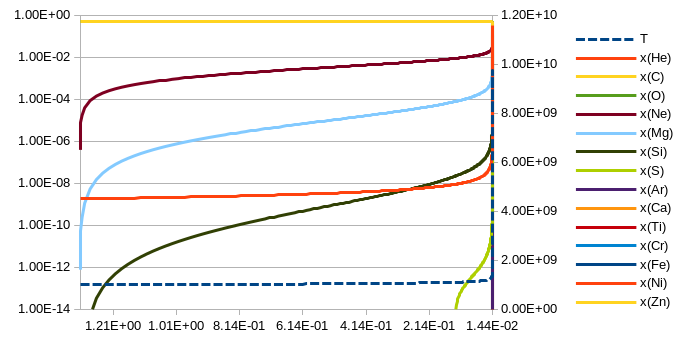 1.00E+00
1.00E-02
1.00E-04
1.00E-06
1.00E-08
1.00E-10
1.00E-12
1.00E-14
1.21E+00 1.01E+00 8.14E-01 6.14E-01 4.14E-01 2.14E-01 1.44E-02
1.20E+10
1.00E+10
8.00E+09
6.00E+09
4.00E+09
2.00E+09
0.00E+00
T
x(He)
x(C)
x(O)
x(Ne)
x(Mg)
x(Si)
x(S)
x(Ar)
x(Ca)
x(Ti)
x(Cr)
x(Fe)
x(Ni)
x(Zn)